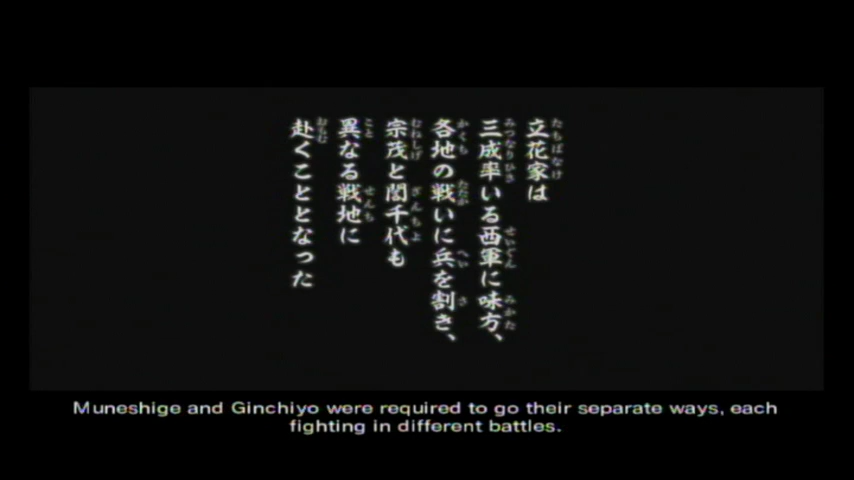 立花家は
三成率いる西軍に味方、
各地の戦いに兵を割き、
宗茂と誾千代も
異なる戦地に
赴くこととなった
Muneshige and Ginchiyo were required to go their separate ways, each
fighting in different battles.